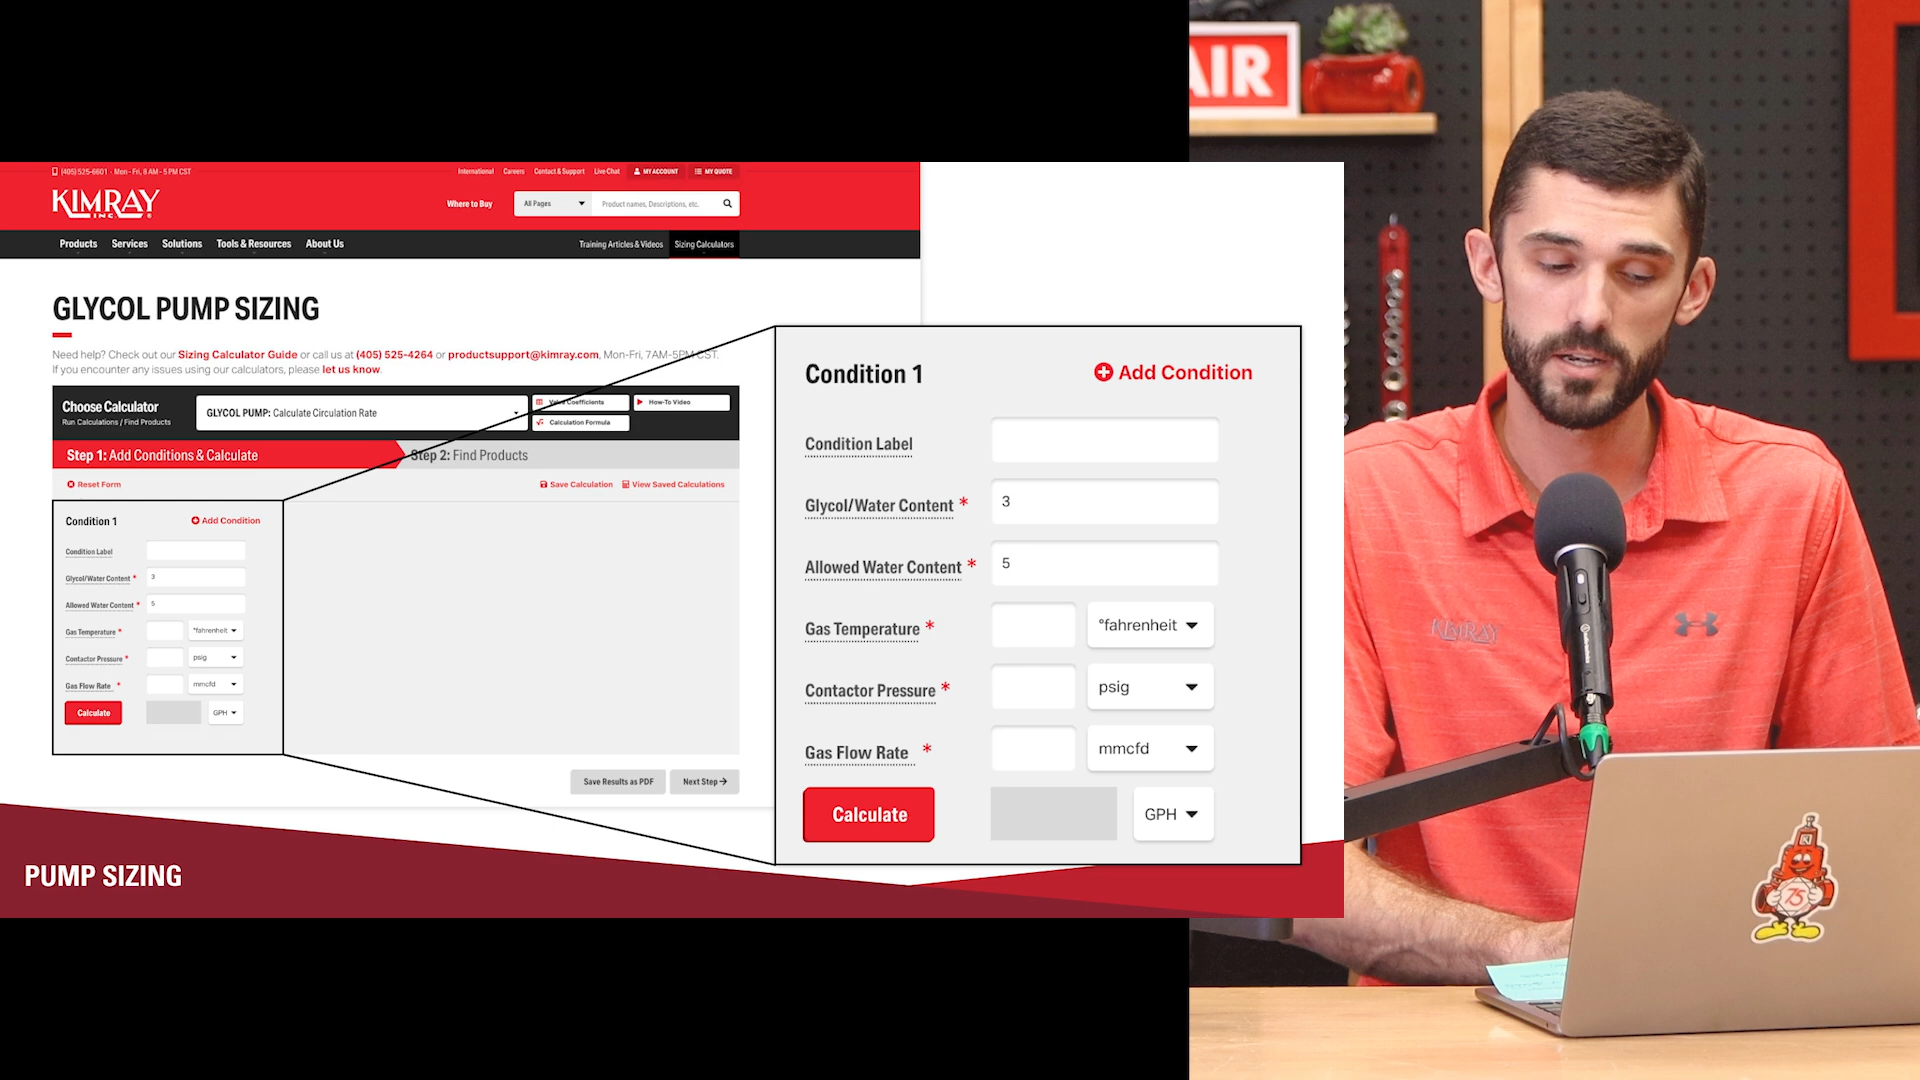 (405) 525-6601 - Mon - Fri, 8 AM - 5 PM CST
International Careers Contact & Support Live Chat MY ACCOUNT MY QUOTE
KIMRAY
INC.
Where to Buy All Pages Product names, Descriptions, etc.
Products Services Solutions Tools & Resources About Us Training Articles & Videos Sizing Calculators
GLYCOL PUMP SIZING
Need help? Check out our Sizing Calculator Guide or call us at (405) 525-4264 or productsupport@kimray.com, Mon-Fri, 7AM-5PM CST.
If you encounter any issues using our calculators, please let us know.
Choose Calculator
Run Calculations / Find Products
GLYCOL PUMP: Calculate Circulation Rate
Valve Coefficients
How-To Video
Calculation Formula
Step 1: Add Conditions & Calculate
Step 2: Find Products
Reset Form
Save Calculation
View Saved Calculations
Condition 1 Add Condition
Condition Label
Glycol/Water Content * 3
Allowed Water Content * 5
Gas Temperature * °fahrenheit
Contactor Pressure * psig
Gas Flow Rate * mmcfd
Calculate GPH
Save Results as PDF Next Step
Condition 1 Add Condition
Condition Label
Glycol/Water Content * 3
Allowed Water Content * 5
Gas Temperature * °fahrenheit
Contactor Pressure * psig
Gas Flow Rate * mmcfd
Calculate GPH
PUMP SIZING
AIR
KIMRAY
75